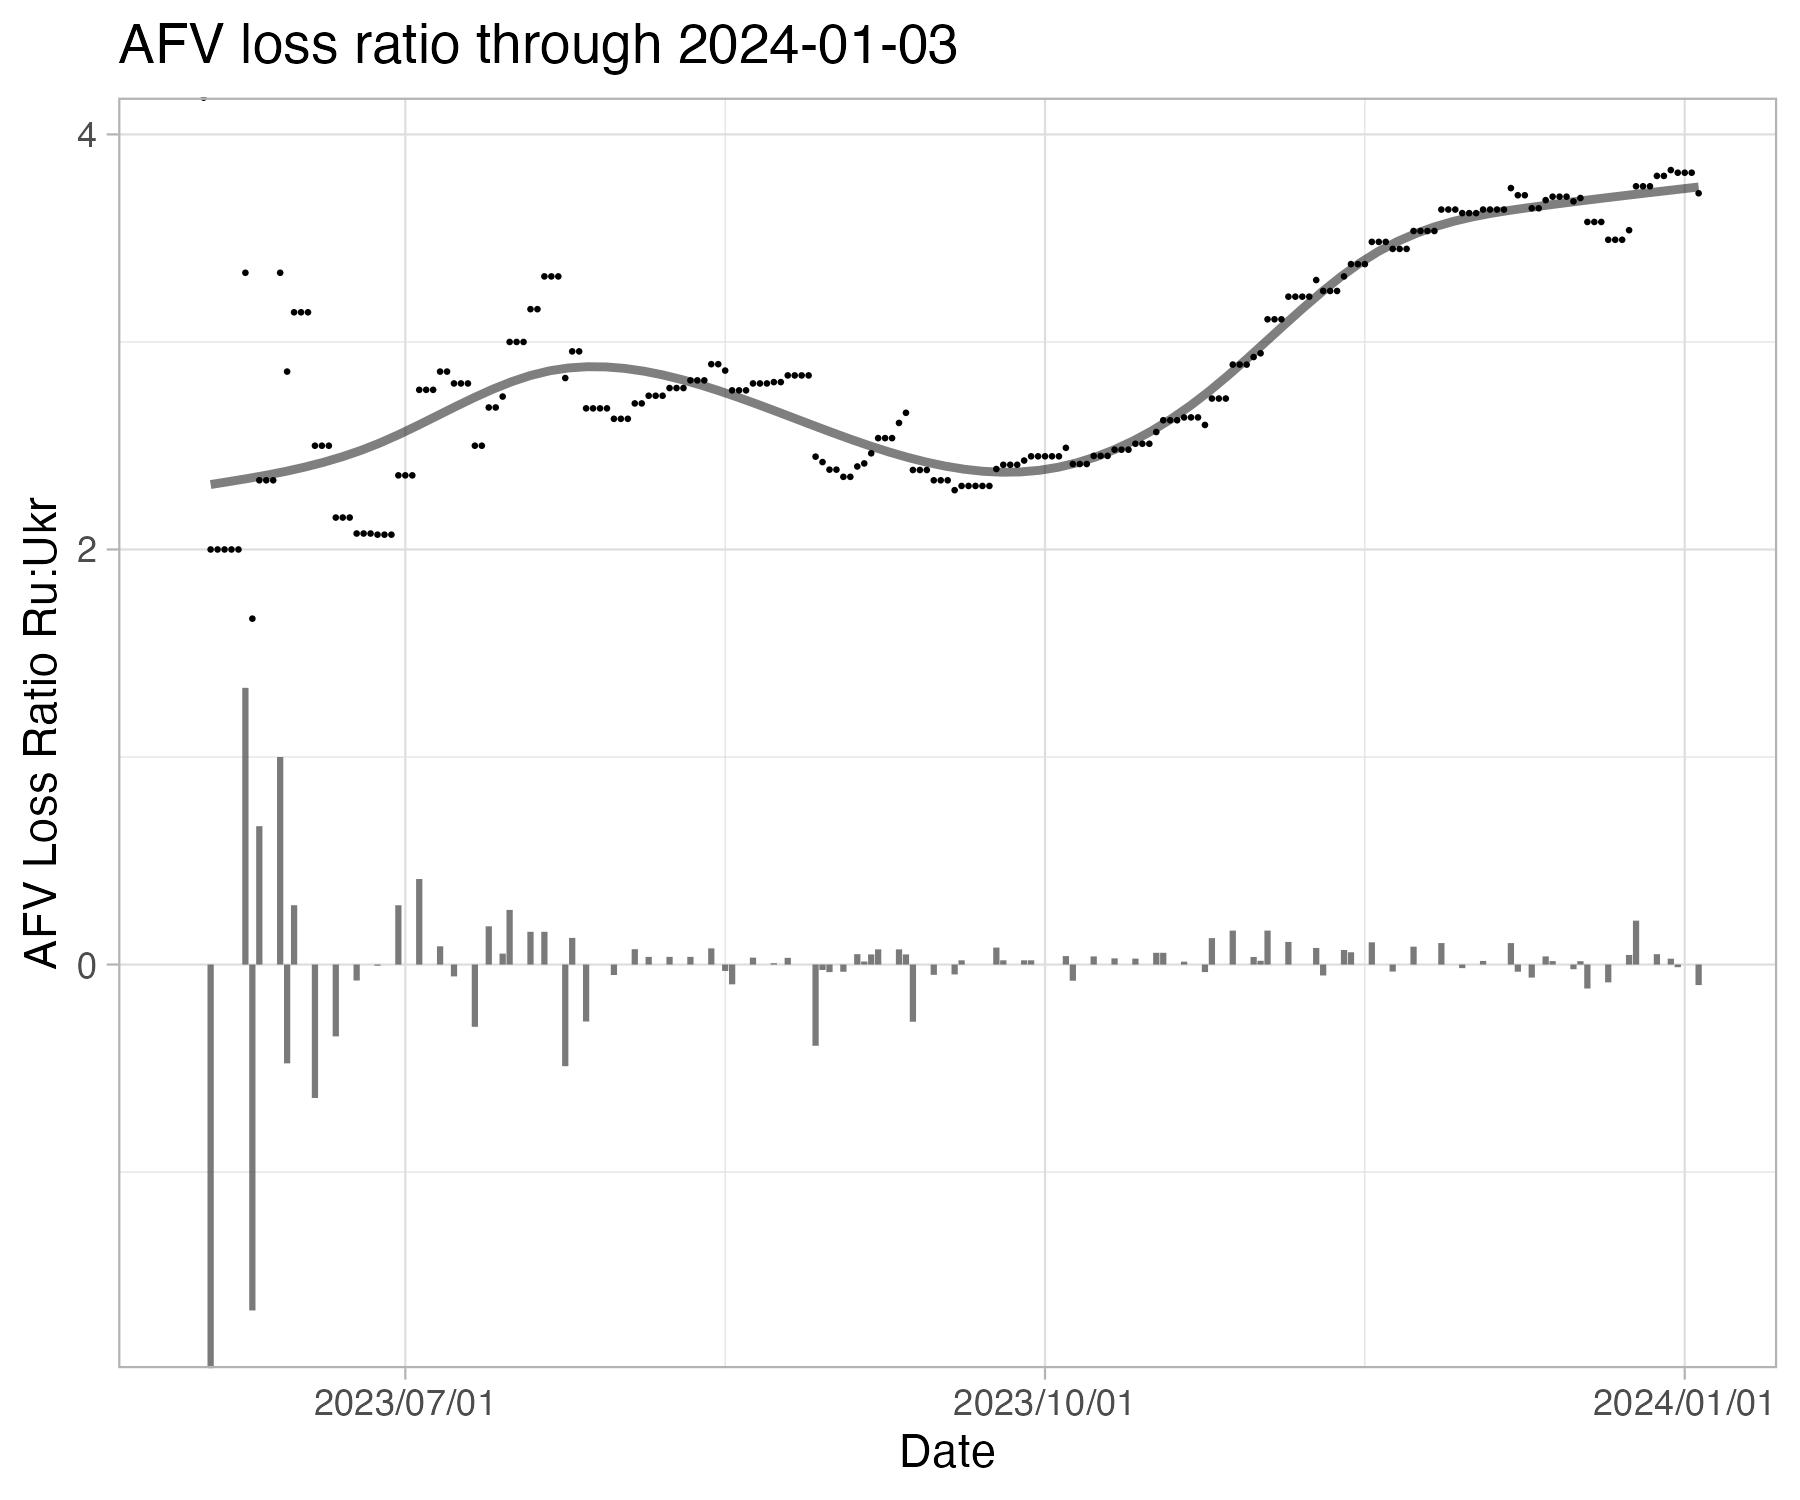 AFV loss ratio through 2024-01-03
AFV Loss Ratio Ru:Ukr
4
2
0
2023/07/01
2023/10/01
2024/01/01
Date